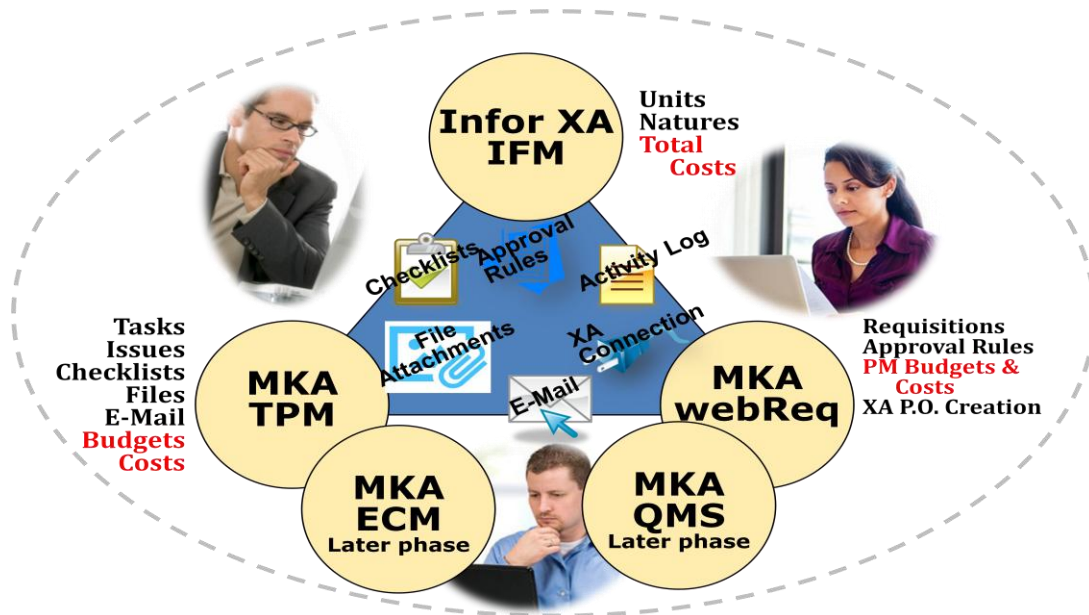 Infor XA
IFM
Units
Natures
Total
Costs
Checklists
Approval
Rules
Activity Log
File
Attachments
XA
Connection
E-Mail
Tasks
Issues
Checklists
Files
E-Mail
Budgets
Costs
MKA
TPM
MKA
webReq
Requisitions
Approval Rules
PM Budgets &
Costs
XA P.O. Creation
MKA
ECM
Later phase
MKA
QMS
Later phase